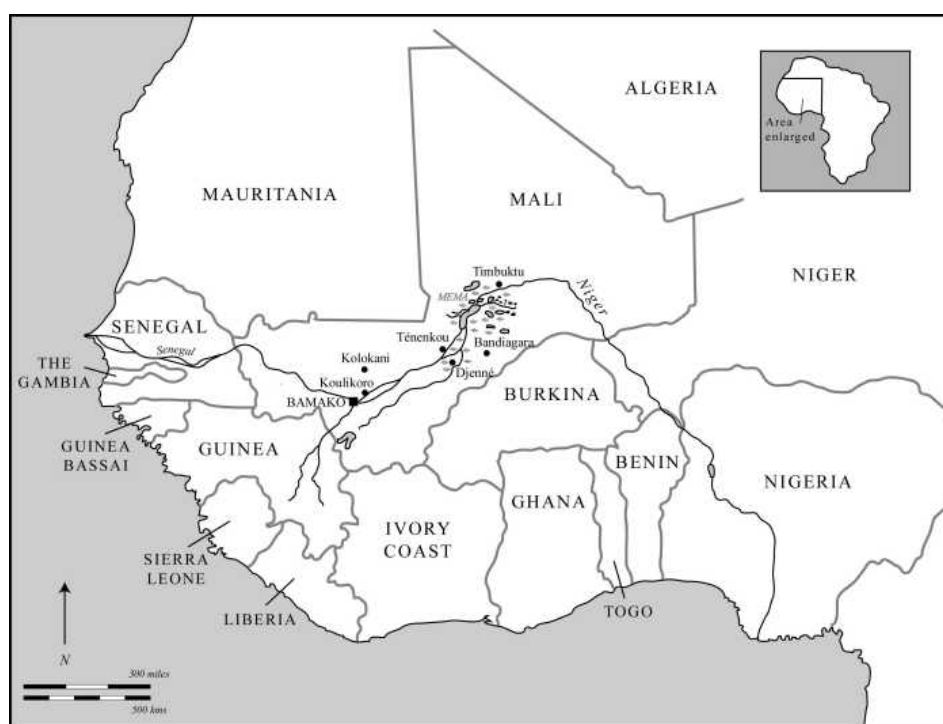 ALGERIA
Area
enlarged
MAURITANIA
MALI
Timbuktu
NIGER
MEMA
Niger
SENEGAL
Senegal
Ténenkou
Bandiagara
THE
GAMBIA
Kolokani
Djenné
Koulikoro
BAMAKO
BURKINA
GUINEA
BASSAI
GUINEA
BENIN
NIGERIA
GHANA
IVORY
COAST
SIERRA
LEONE
LIBERIA
TOGO
N
300 miles
500 kms